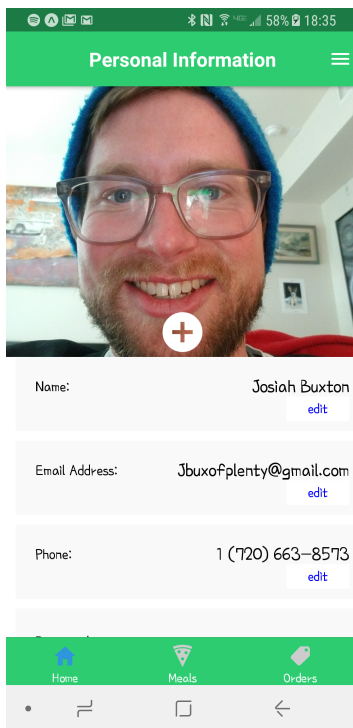 58% 18:35
Personal Information
Name: Josiah Buxton
edit
Email Address: Jbuxofplenty@gmail.com
edit
Phone: 1 (720) 663-8573
edit
Home Meals Orders